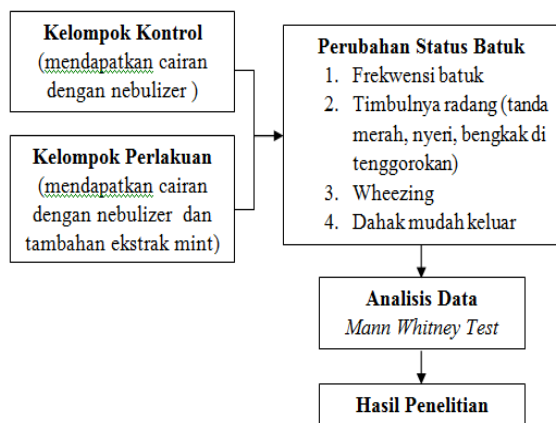 Kelompok Kontrol
(mendapatkan cairan
dengan nebulizer )
Kelompok Perlakuan
(mendapatkan cairan
dengan nebulizer dan
tambahan ekstrak mint)
Perubahan Status Batuk
1. Frekwensi batuk
2. Timbulnya radang (tanda
merah, nyeri, bengkak di
tenggorokan)
3. Wheezing
4. Dahak mudah keluar
Analisis Data
Mann Whitney Test
Hasil Penelitian